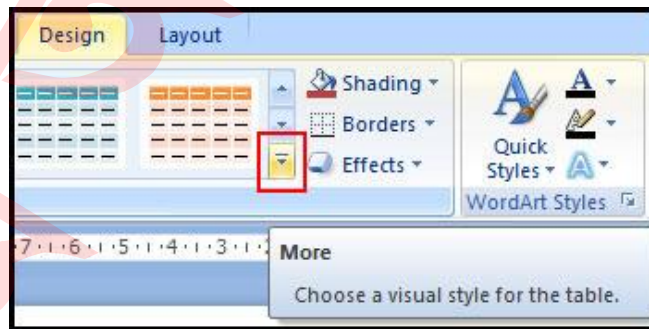 Design Layout
Shading
Borders
Effects
Quick
Styles
WordArt Styles
7 6 5 4 3
More
Choose a visual style for the table.